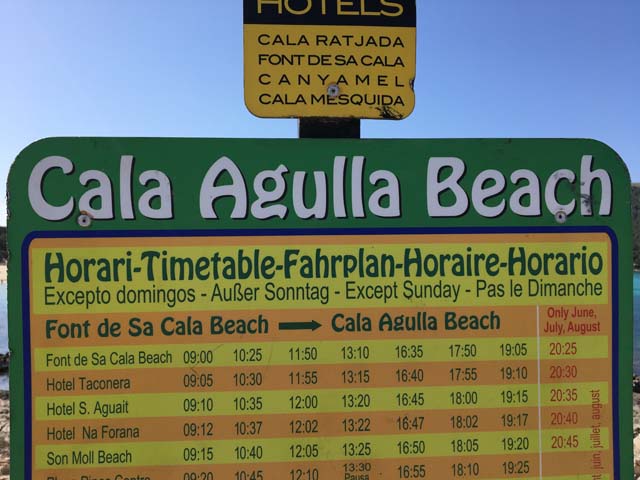 HOTELS
CALA RATJADA
FONT DE SA CALA
CANYAMEL
CALA MESQUIDA
Cala Agulla Beach
Horari-Timetable-Fahrplan-Horaire-Horario
Excepto domingos - Außer Sonntag - Except Sunday - Pas le Dimanche
Font de Sa Cala Beach Cala Agulla Beach Only June,
July, August
Font de Sa Cala Beach 09:00 10:25 11:50 13:10 16:35 17:50 19:05 20:25
Hotel Taconera 09:05 10:30 11:55 13:15 16:40 17:55 19:10 20:30
Hotel S. Aguait 09:10 10:35 12:00 13:20 16:45 18:00 19:15 20:35
Hotel Na Forana 09:12 10:37 12:02 13:22 16:47 18:02 19:17 20:40
Son Moll Beach 09:15 10:40 12:05 13:25 16:50 18:05 19:20 20:45
09:20 10:45 12:10 13:30 16:55 18:10 19:25
Pausa
juin, juillet, august